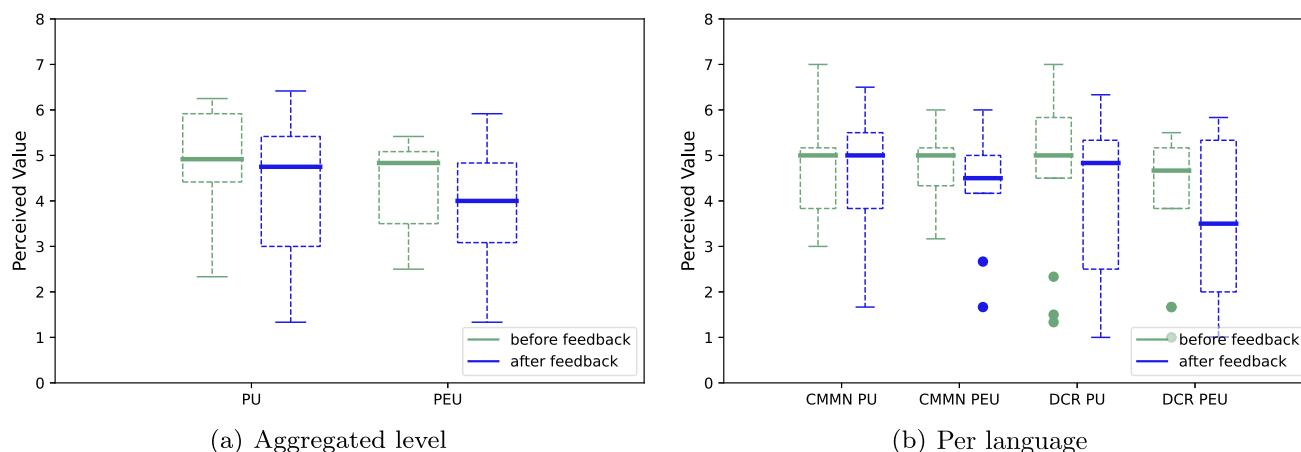 8
7
6
5
4
3
2
1
0
Perceived Value
PU
PEU
before feedback
after feedback
(a) Aggregated level
8
7
6
5
4
3
2
1
0
Perceived Value
CMMN PU
CMMN PEU
DCR PU
DCR PEU
before feedback
after feedback
(b) Per language